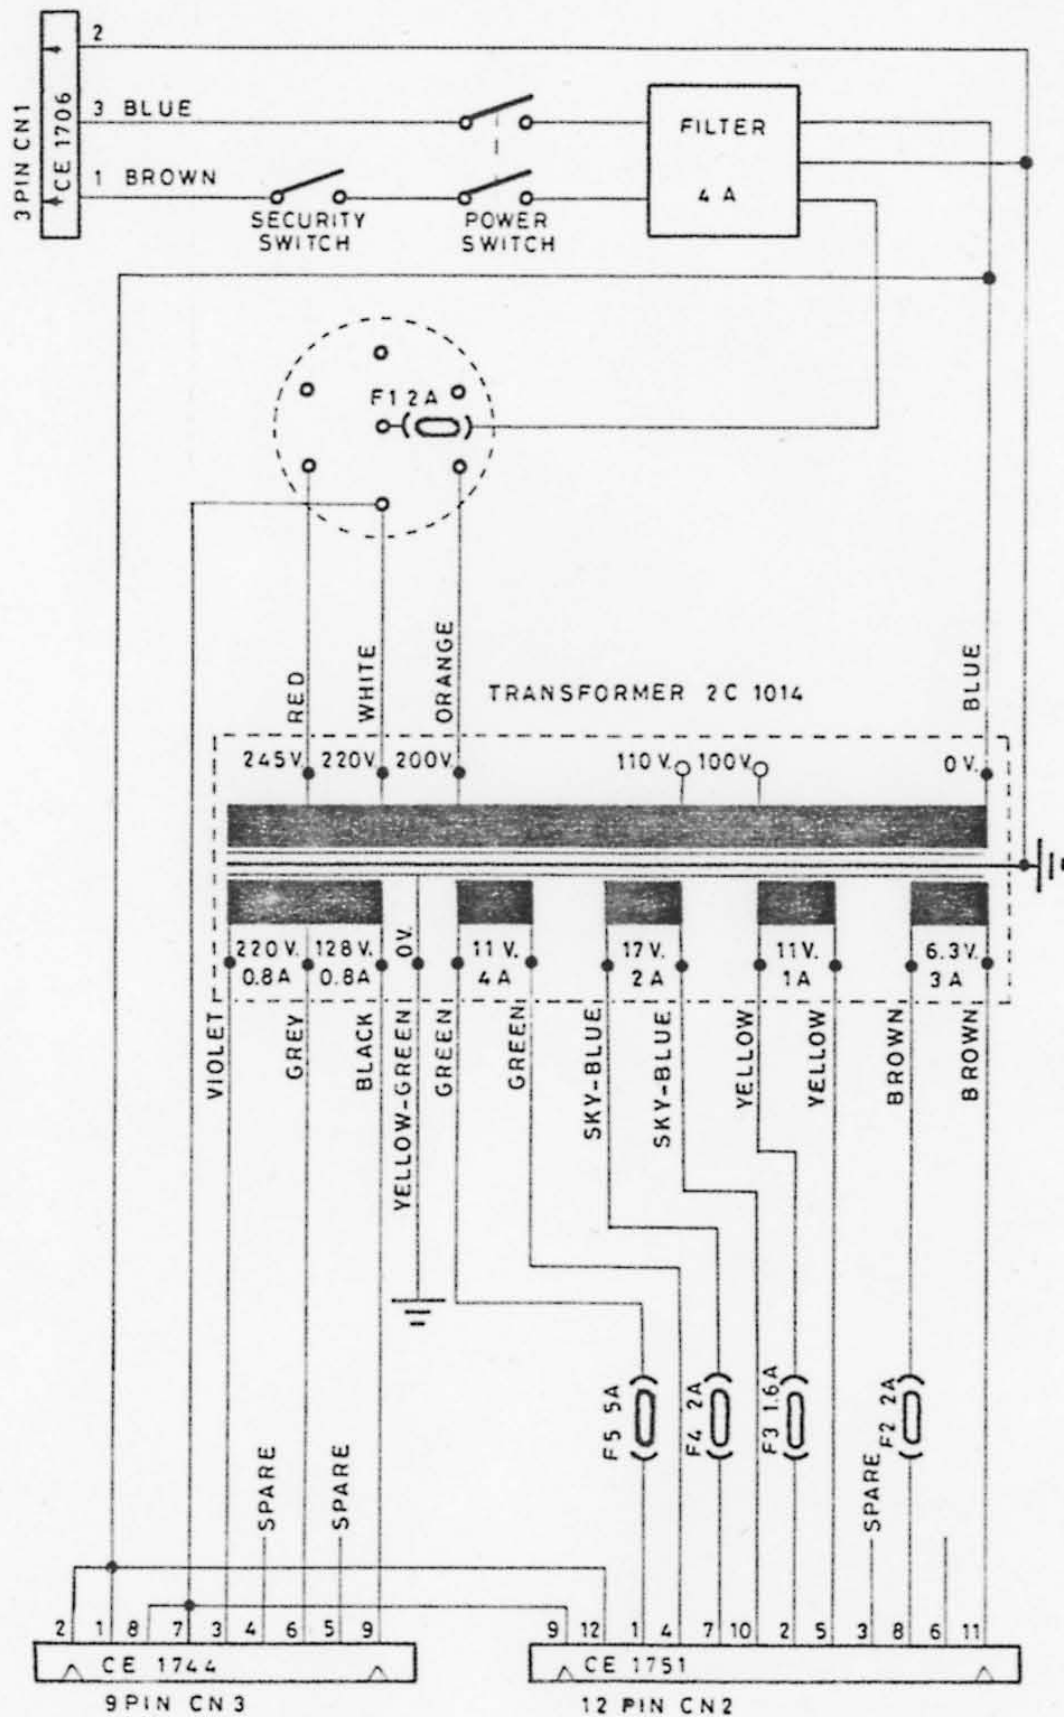 3 PIN CN1
CE 1706
2
3 BLUE
1 BROWN
SECURITY
SWITCH
POWER
SWITCH
FILTER
4 A
F1 2A
RED
WHITE
ORANGE
BLUE
TRANSFORMER 2C 1014
245V. 220V. 200V. 110 V. 100V. 0 V.
220 V. 128 V. 0V. 11 V. 17 V. 11 V. 6.3 V.
0.8 A 0.8 A 4 A 2 A 1 A 3 A
VIOLET
GREY
BLACK
YELLOW-GREEN
GREEN
GREEN
SKY-BLUE
SKY-BLUE
YELLOW
YELLOW
BROWN
BROWN
F5 5A
F4 2A
F3 1.6A
F2 2A
SPARE
SPARE
SPARE
2 1 8 7 3 4 6 5 9
9 12 1 4 7 10 2 5 3 8 6 11
CE 1744
CE 1751
9 PIN CN3
12 PIN CN2